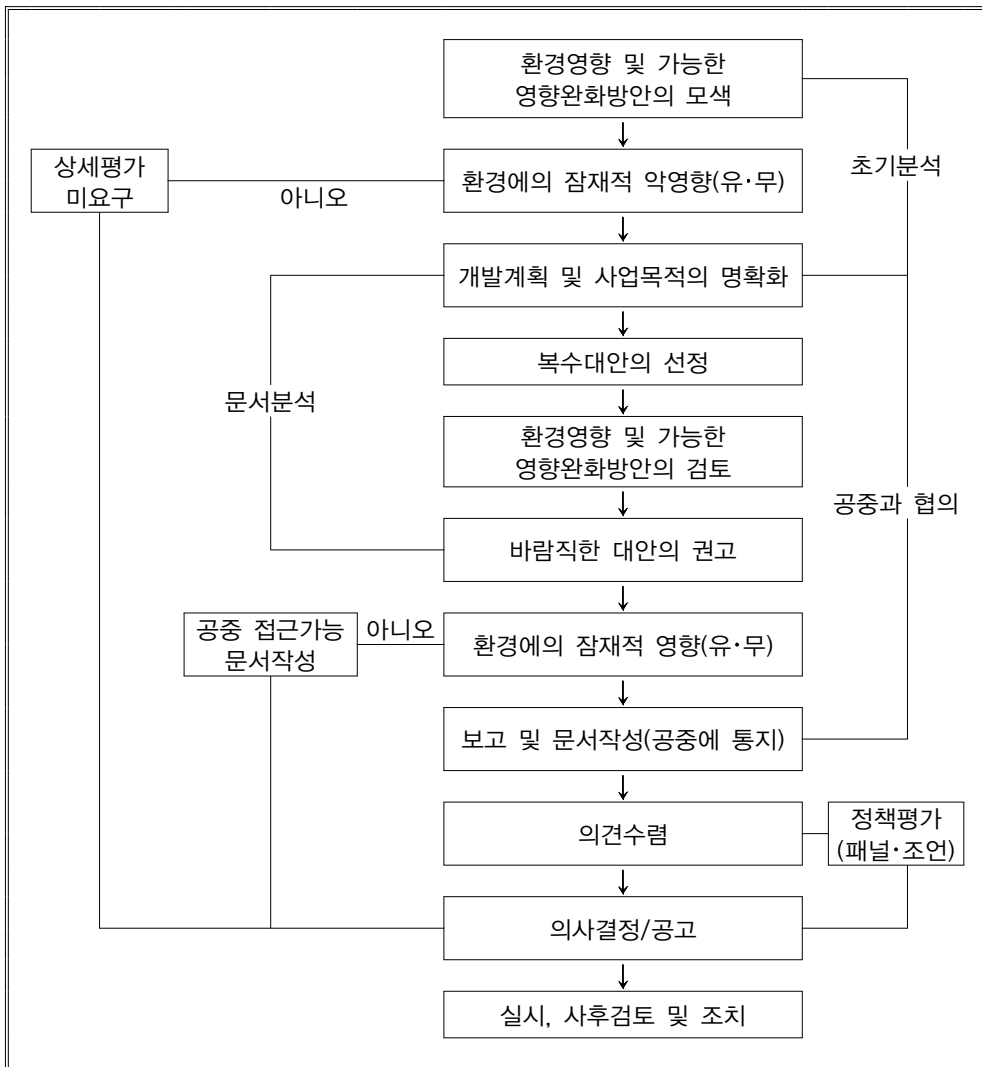 환경영향 및 가능한
영향완화방안의 모색
상세평가
미요구
아니오
환경에의 잠재적 악영향(유·무)
초기분석
개발계획 및 사업목적의 명확화
복수대안의 선정
문서분석
환경영향 및 가능한
영향완화방안의 검토
공중과 협의
바람직한 대안의 권고
공중 접근가능
문서작성
아니오
환경에의 잠재적 영향(유·무)
보고 및 문서작성(공중에 통지)
의견수렴
정책평가
(패널·조언)
의사결정/공고
실시, 사후검토 및 조치